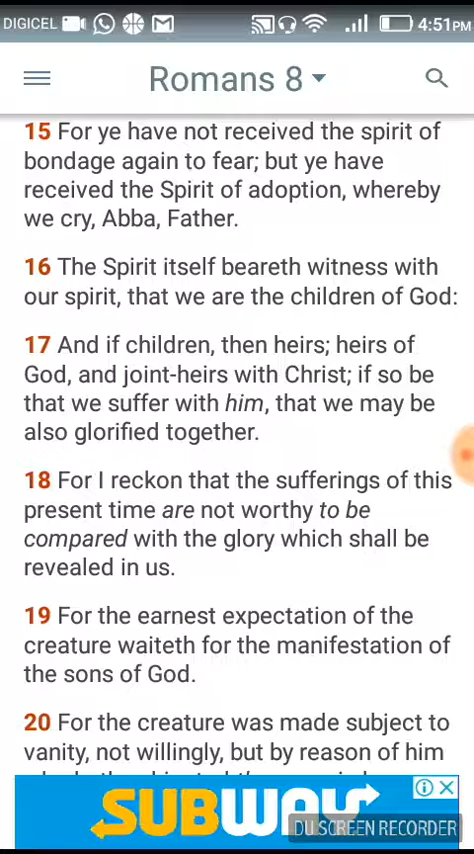 DIGICEL 4:51PM
Romans 8
15 For ye have not received the spirit of
bondage again to fear; but ye have
received the Spirit of adoption, whereby
we cry, Abba, Father.
16 The Spirit itself beareth witness with
our spirit, that we are the children of God:
17 And if children, then heirs; heirs of
God, and joint-heirs with Christ; if so be
that we suffer with him, that we may be
also glorified together.
18 For I reckon that the sufferings of this
present time are not worthy to be
compared with the glory which shall be
revealed in us.
19 For the earnest expectation of the
creature waiteth for the manifestation of
the sons of God.
20 For the creature was made subject to
vanity, not willingly, but by reason of him
SUBWAY
DU SCREEN RECORDER